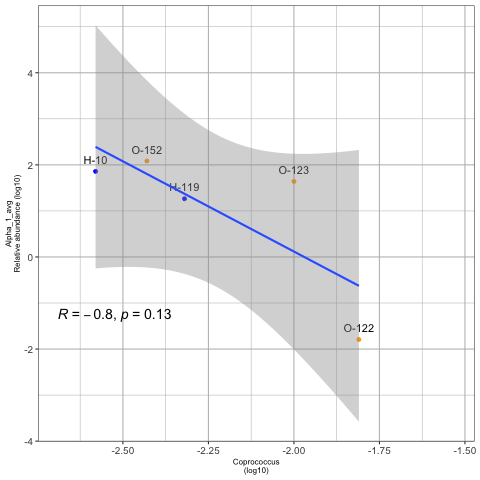 Alpha_1_avg
Relative abundance (log10)
4
2
0
-2
-4
H-10
O-152
H-119
O-123
O-122
R = −0.8, p = 0.13
-2.50
-2.25
-2.00
-1.75
-1.50
Coprococcus
(log10)